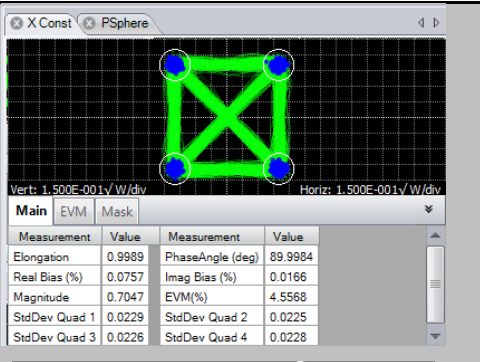 X Const PSphere
Vert: 1.500E-001√ W/div Horiz: 1.500E-001√ W/div
Main EVM Mask
Measurement Value Measurement Value
Elongation 0.9989 PhaseAngle (deg) 89.9984
Real Bias (%) 0.0757 Imag Bias (%) 0.0166
Magnitude 0.7047 EVM(%) 4.5568
StdDev Quad 1 0.0229 StdDev Quad 2 0.0225
StdDev Quad 3 0.0226 StdDev Quad 4 0.0228